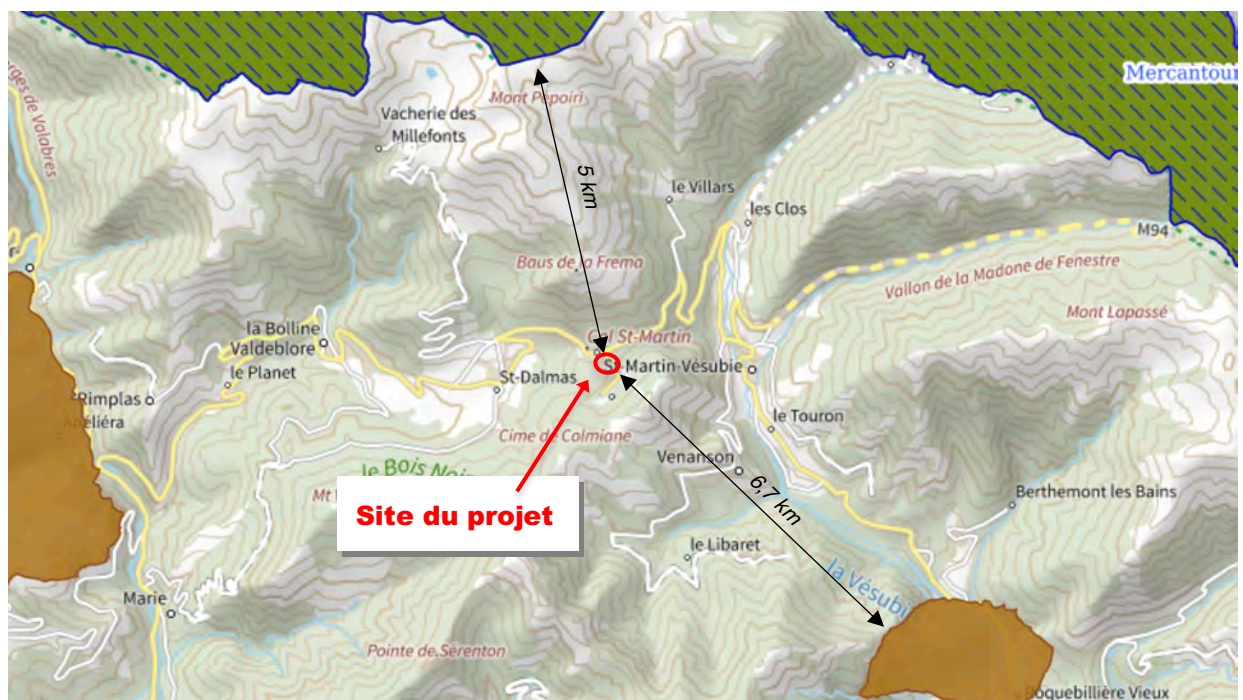 Mercantour
Mont Pépoiri
Vacherie des
Millefonts
5 km
le Villars
les Clos
M94
Baus de la Frema
Vallon de la Madone de Fenestre
Mont Lapassé
la Bolline
Valdeblore
Col St-Martin
St-Martin-Vésubie
le Planet
St-Dalmas
Rimplas
le Touron
Cime de Colmiane
Venanson
le Bois
6,7 km
Berthemont les Bains
Site du projet
le Libaret
la Vésubi
Marie
Pointe de Sérenton
Roquebillière Vieux